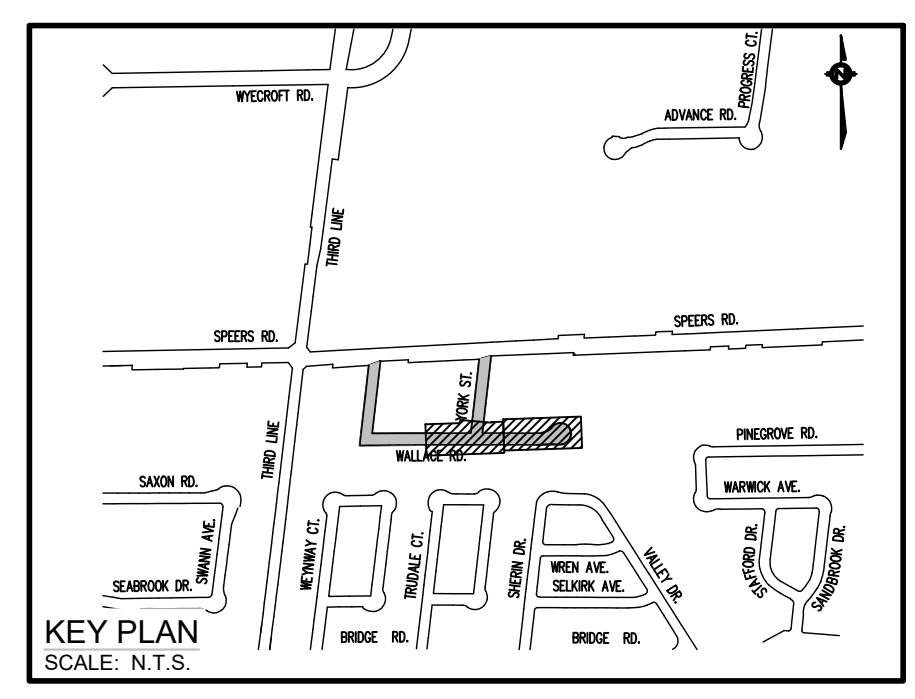 WYECROFT RD.
PROGRESS CT.
ADVANCE RD.
N
THIRD LINE
SPEERS RD.
SPEERS RD.
YORK ST.
WALLACE RD.
THIRD LINE
PINEGROVE RD.
SAXON RD.
SWANN AVE.
WARWICK AVE.
SEABROOK DR.
WEYNWAY CT.
TRUDALE CT.
SHERIN DR.
WREN AVE.
SELKIRK AVE.
VALLEY DR.
STAFFORD DR.
SANDBROOK DR.
BRIDGE RD.
BRIDGE RD.
KEY PLAN
SCALE: N.T.S.